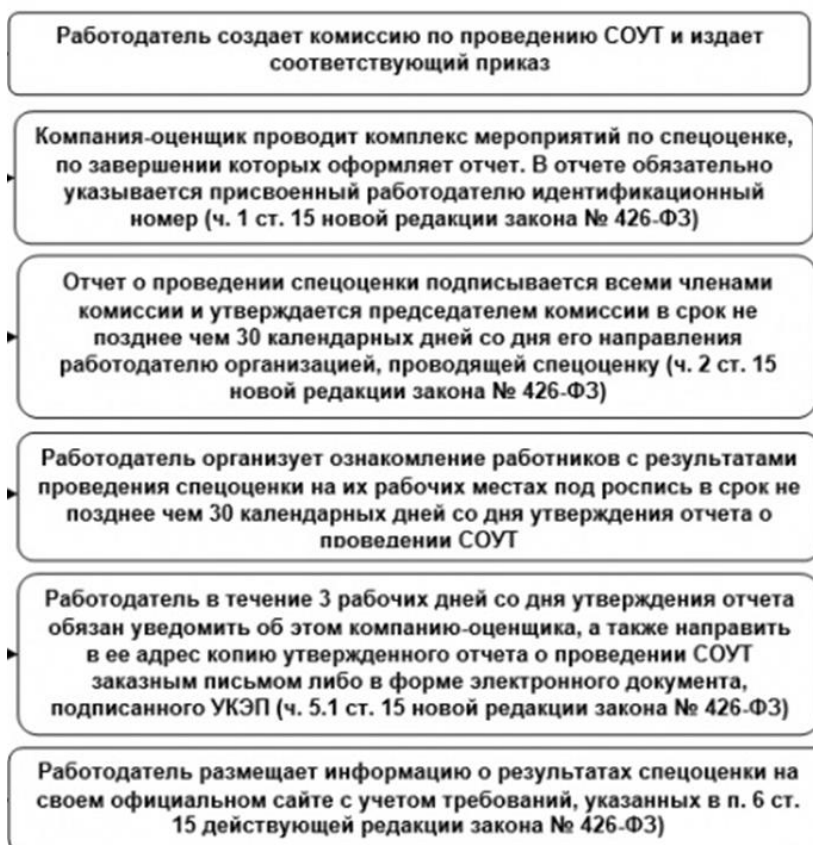 Работодатель создает комиссию по проведению СОУТ и издает
соответствующий приказ
Компания-оценщик проводит комплекс мероприятий по спецоценке,
по завершении которых оформляет отчет. В отчете обязательно
указывается присвоенный работодателю идентификационный
номер (ч. 1 ст. 15 новой редакции закона № 426-ФЗ)
Отчет о проведении спецоценки подписывается всеми членами
комиссии и утверждается председателем комиссии в срок не
позднее чем 30 календарных дней со дня его направления
работодателю организацией, проводящей спецоценку (ч. 2 ст. 15
новой редакции закона № 426-ФЗ)
Работодатель организует ознакомление работников с результатами
проведения спецоценки на их рабочих местах под роспись в срок не
позднее чем 30 календарных дней со дня утверждения отчета о
проведении СОУТ
Работодатель в течение 3 рабочих дней со дня утверждения отчета
обязан уведомить об этом компанию-оценщика, а также направить
в ее адрес копию утвержденного отчета о проведении СОУТ
заказным письмом либо в форме электронного документа,
подписанного УКЭП (ч. 5.1 ст. 15 новой редакции закона № 426-ФЗ)
Работодатель размещает информацию о результатах спецоценки на
своем официальном сайте с учетом требований, указанных в п. 6 ст.
15 действующей редакции закона № 426-ФЗ)